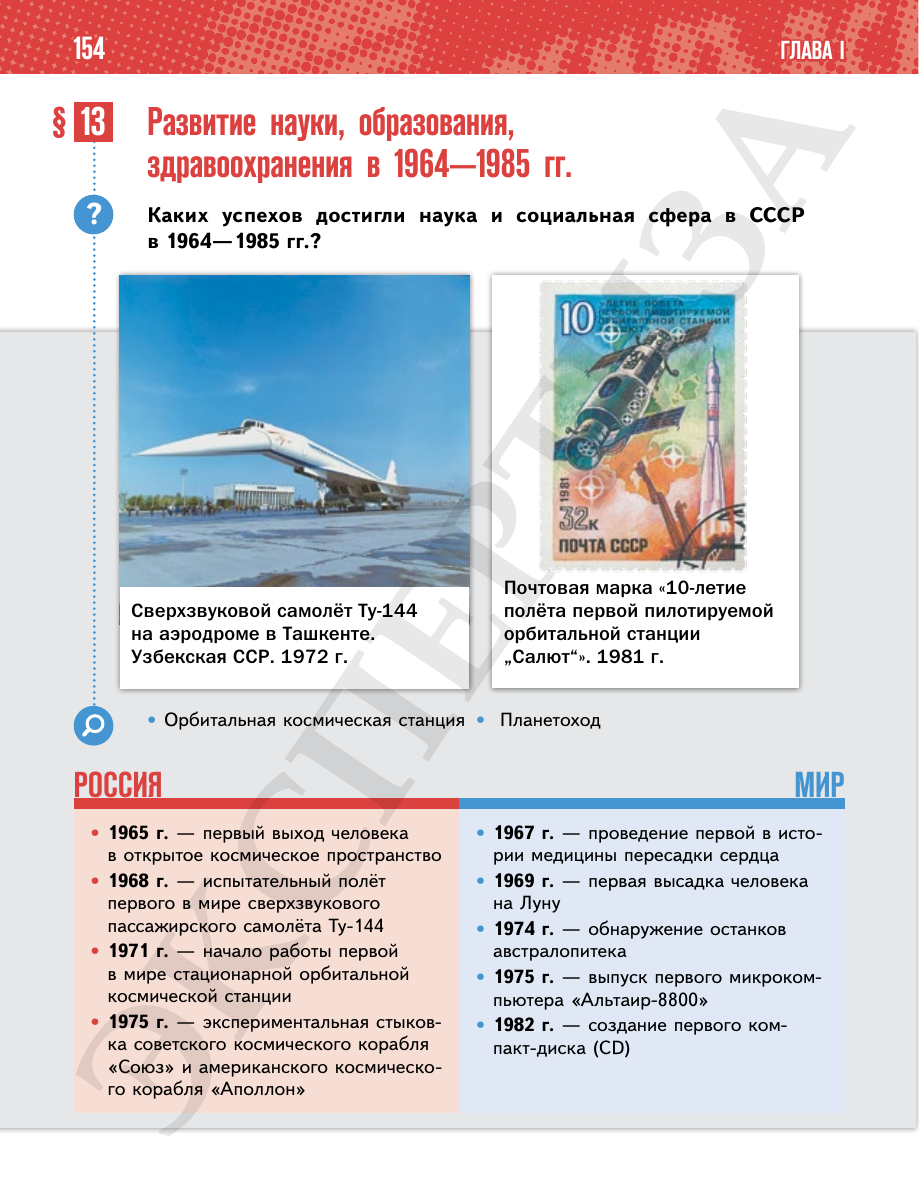 154
ГЛАВА I
§ 13
Развитие науки, образования,
здравоохранения в 1964—1985 гг.
?
Каких успехов достигли наука и социальная сфера в СССР
в 1964—1985 гг.?
10
-ЛЕТИЕ ПОЛЕТА
ПЕРВОЙ ПИЛОТИРУЕМОЙ
ОРБИТАЛЬНОЙ СТАНЦИИ
САЛЮТ
1981
32к
ПОЧТА СССР
Сверхзвуковой самолёт Ту-144
на аэродроме в Ташкенте.
Узбекская ССР. 1972 г.
Почтовая марка «10-летие
полёта первой пилотируемой
орбитальной станции
„Салют“». 1981 г.
• Орбитальная космическая станция • Планетоход
РОССИЯ
• 1965 г. — первый выход человека
в открытое космическое пространство
• 1968 г. — испытательный полёт
первого в мире сверхзвукового
пассажирского самолёта Ту-144
• 1971 г. — начало работы первой
в мире стационарной орбитальной
космической станции
• 1975 г. — экспериментальная стыков-
ка советского космического корабля
«Союз» и американского космическо-
го корабля «Аполлон»
МИР
• 1967 г. — проведение первой в исто-
рии медицины пересадки сердца
• 1969 г. — первая высадка человека
на Луну
• 1974 г. — обнаружение останков
австралопитека
• 1975 г. — выпуск первого микроком-
пьютера «Альтаир-8800»
• 1982 г. — создание первого ком-
пакт-диска (CD)
ЭКСПЕРТИЗА